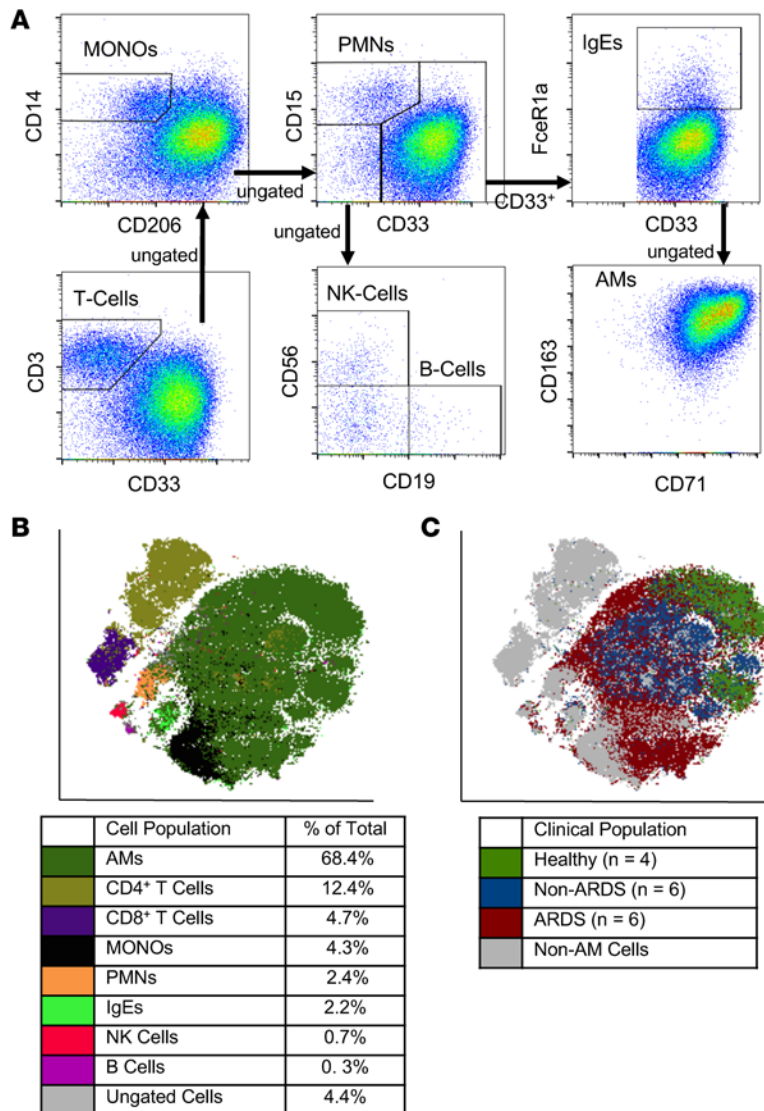 A
MONOs
CD14
CD206
ungated
PMNs
CD15
CD33
CD33+
IgEs
FceR1a
CD33
ungated
ungated
ungated
T-Cells
CD3
CD33
NK-Cells
B-Cells
CD56
CD19
AMs
CD163
CD71
B
Cell Population % of Total
AMs 68.4%
CD4+ T Cells 12.4%
CD8+ T Cells 4.7%
MONOs 4.3%
PMNs 2.4%
IgEs 2.2%
NK Cells 0.7%
B Cells 0. 3%
Ungated Cells 4.4%
C
Clinical Population
Healthy (n = 4)
Non-ARDS (n = 6)
ARDS (n = 6)
Non-AM Cells